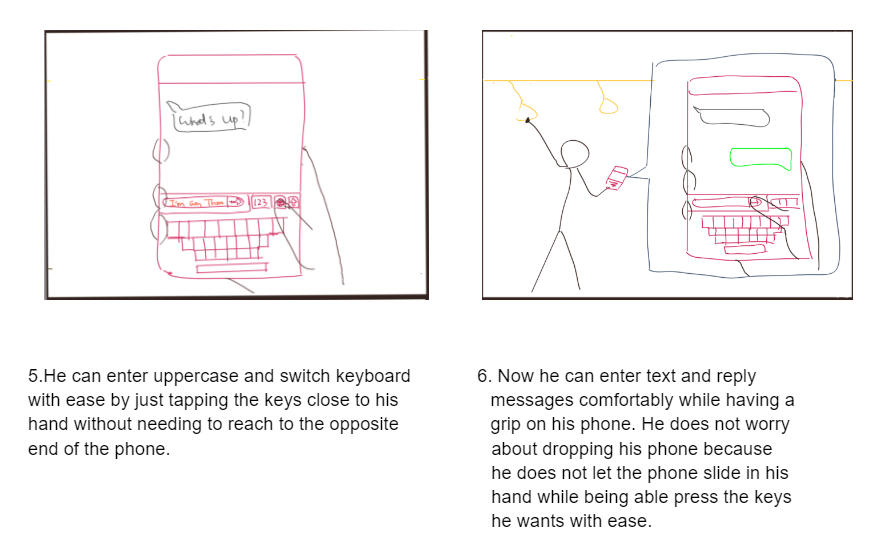 What's up?
I'm
123
5.He can enter uppercase and switch keyboard
with ease by just tapping the keys close to his
hand without needing to reach to the opposite
end of the phone.
6. Now he can enter text and reply
messages comfortably while having a
grip on his phone. He does not worry
about dropping his phone because
he does not let the phone slide in his
hand while being able press the keys
he wants with ease.